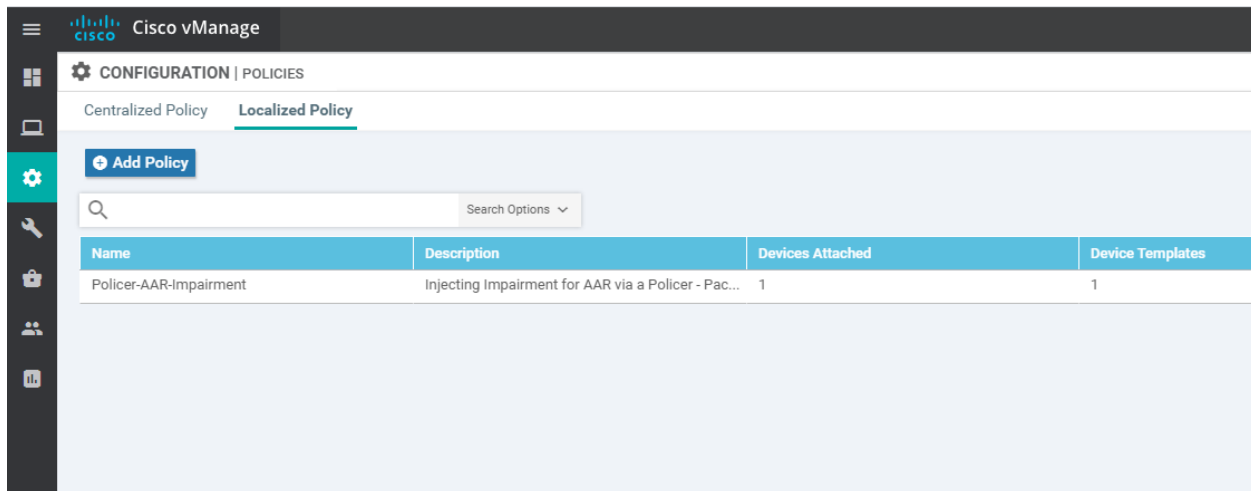 cisco Cisco vManage
CONFIGURATION | POLICIES
Centralized Policy Localized Policy
Add Policy
Search Options
Name Description Devices Attached Device Templates
Policer-AAR-Impairment Injecting Impairment for AAR via a Policer - Pac... 1 1